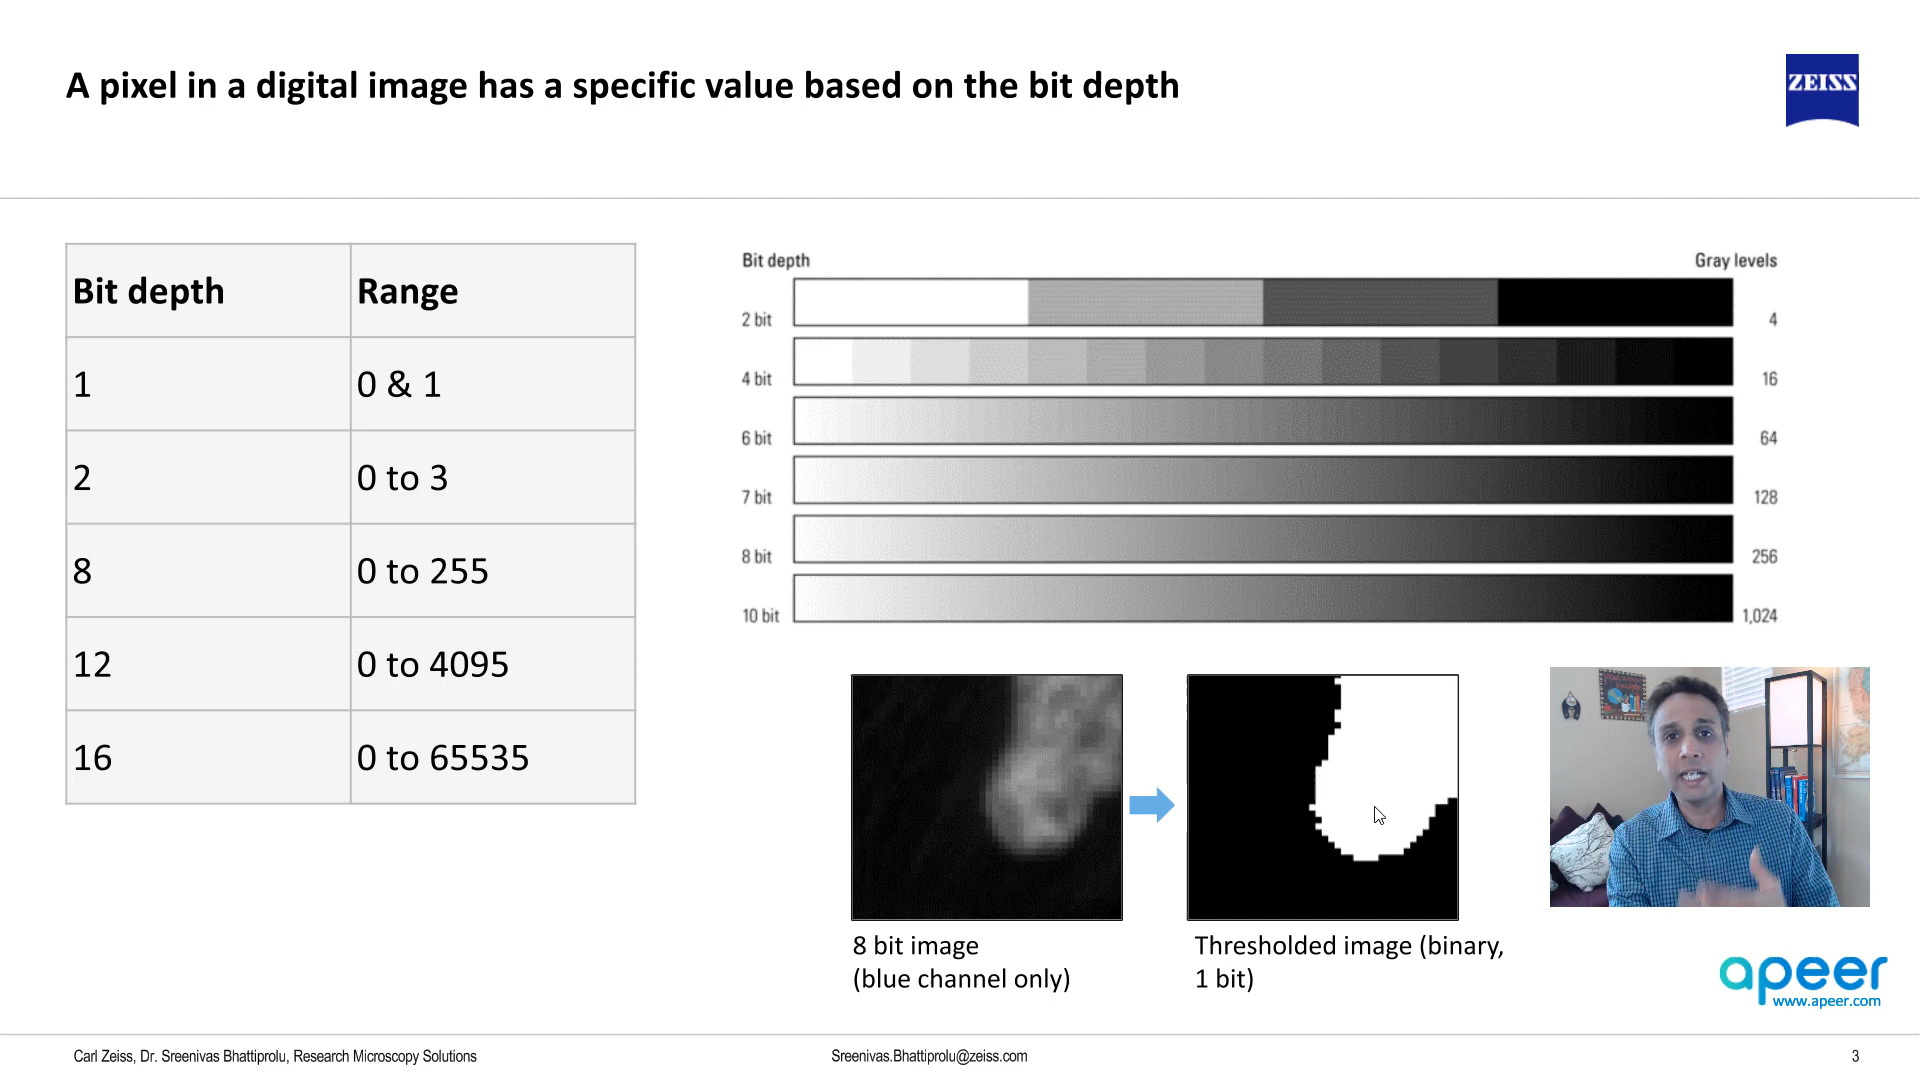 A pixel in a digital image has a specific value based on the bit depth
ZEISS
Bit depth Range
1 0 & 1
2 0 to 3
8 0 to 255
12 0 to 4095
16 0 to 65535
Bit depth Gray levels
2 bit 4
4 bit 16
6 bit 64
7 bit 128
8 bit 256
10 bit 1,024
8 bit image
(blue channel only)
Thresholded image (binary,
1 bit)
apeer
www.apeer.com
Carl Zeiss, Dr. Sreenivas Bhattiprolu, Research Microscopy Solutions
Sreenivas.Bhattiprolu@zeiss.com
3